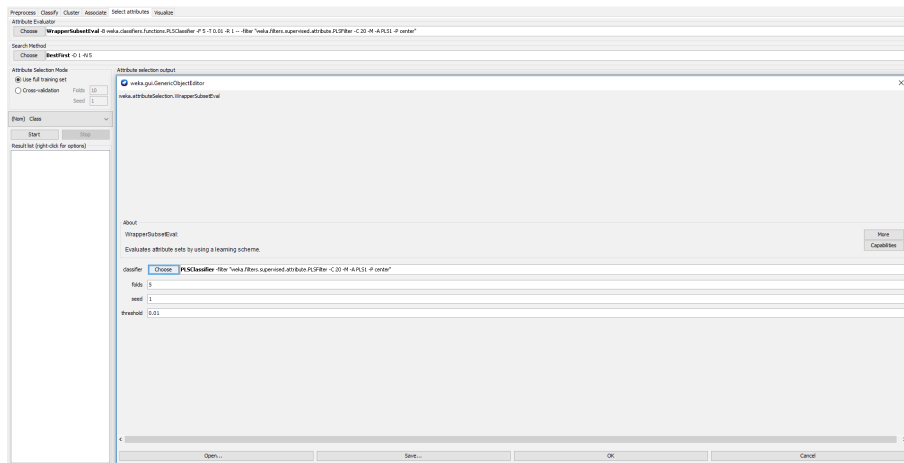 Preprocess Classify Cluster Associate Select attributes Visualize
Attribute Evaluator
Choose WrapperSubsetEval -B weka.classifiers.functions.PLSClassifier -F 5 -T 0.01 -R 1 -- -filter "weka.filters.supervised.attribute.PLSFilter -C 20 -M -A PLS1 -P center"
Search Method
Choose BestFirst -D 1 -N 5
Attribute Selection Mode
Use full training set
Cross-validation Folds 10
Seed 1
(Nom) Class
Start Stop
Result list (right-click for options)
Attribute selection output
weka.gui.GenericObjectEditor
weka.attributeSelection.WrapperSubsetEval
About
WrapperSubsetEval:
More
Evaluates attribute sets by using a learning scheme.
Capabilities
classifier Choose PLSClassifier -filter "weka.filters.supervised.attribute.PLSFilter -C 20 -M -A PLS1 -P center"
folds 5
seed 1
threshold 0.01
Open... Save... OK Cancel